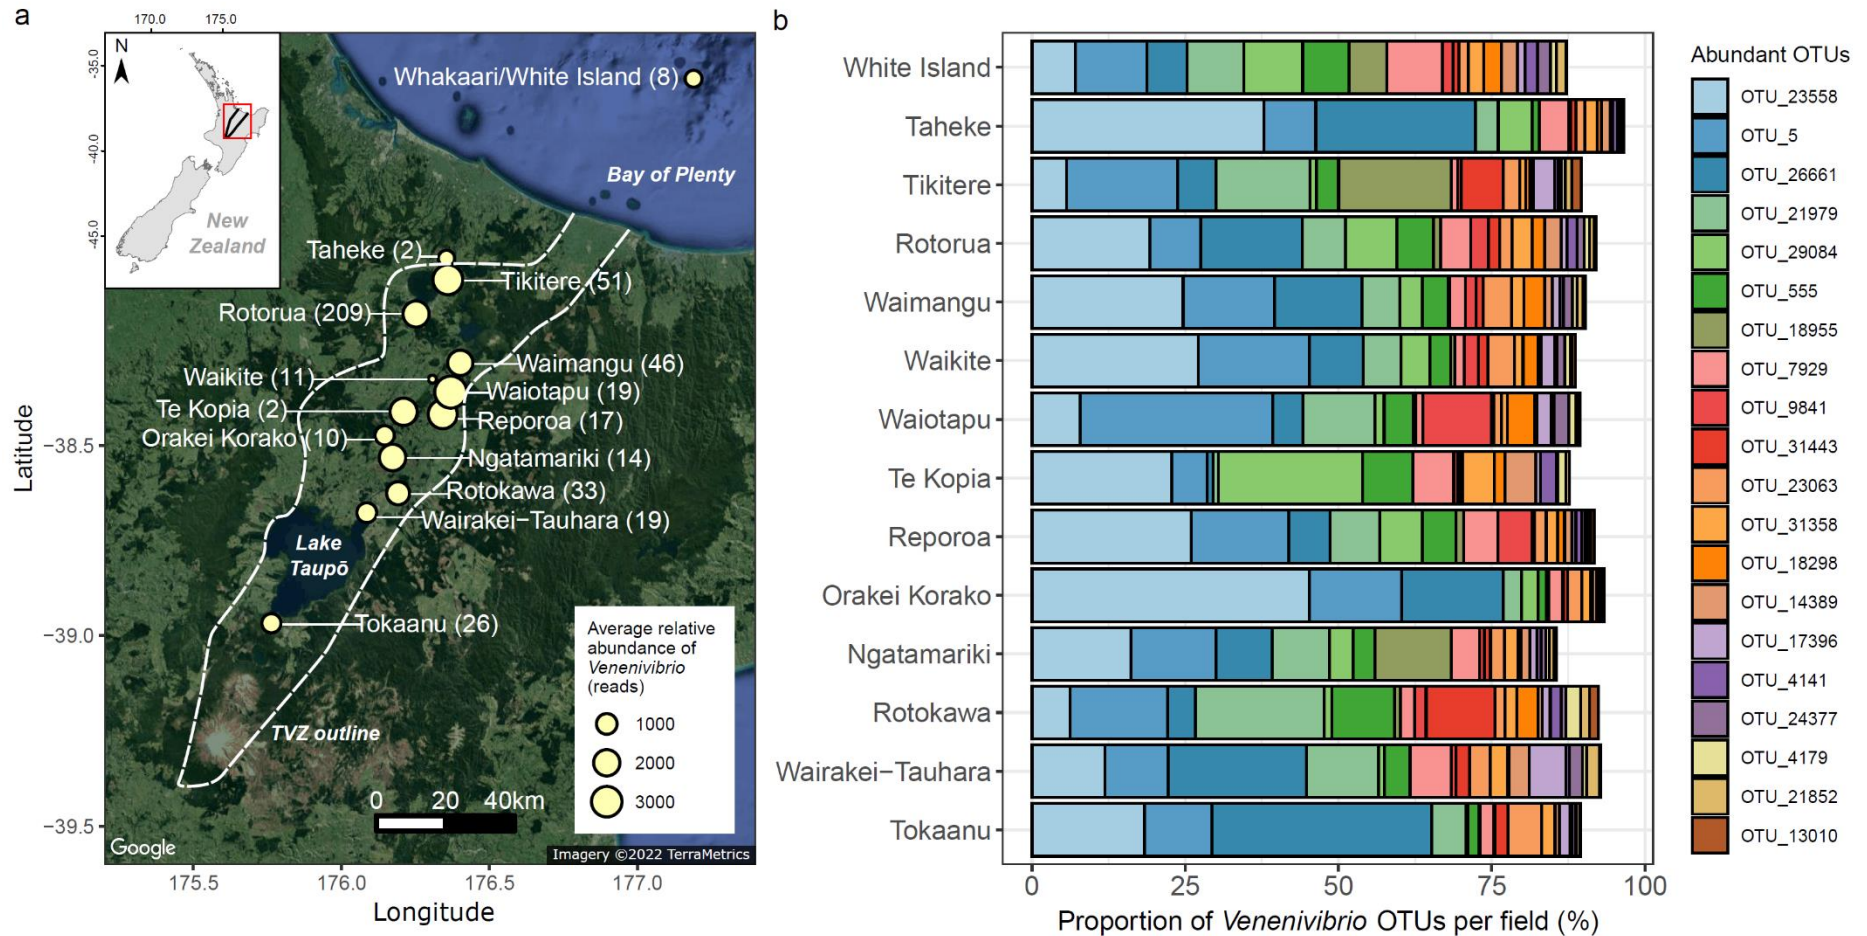 a
170.0 175.0
N
-35.0
-40.0
-45.0
New
Zealand
Whakaari/White Island (8)
Bay of Plenty
Taheke (2)
Tikitere (51)
Rotorua (209)
Waimangu (46)
Waikite (11)
Waiotapu (19)
Te Kopia (2)
Reporoa (17)
Orakei Korako (10)
Ngatamariki (14)
Rotokawa (33)
Wairakei−Tauhara (19)
Lake
Taupō
Tokaanu (26)
TVZ outline
Average relative
abundance of
Venenivibrio
(reads)
1000
2000
3000
0 20 40km
Google
Imagery ©2022 TerraMetrics
Latitude
−38.5
−39.0
−39.5
175.5 176.0 176.5 177.0
Longitude
b
White Island
Taheke
Tikitere
Rotorua
Waimangu
Waikite
Waiotapu
Te Kopia
Reporoa
Orakei Korako
Ngatamariki
Rotokawa
Wairakei−Tauhara
Tokaanu
0 25 50 75 100
Proportion of Venenivibrio OTUs per field (%)
Abundant OTUs
OTU_23558
OTU_5
OTU_26661
OTU_21979
OTU_29084
OTU_555
OTU_18955
OTU_7929
OTU_9841
OTU_31443
OTU_23063
OTU_31358
OTU_18298
OTU_14389
OTU_17396
OTU_4141
OTU_24377
OTU_4179
OTU_21852
OTU_13010